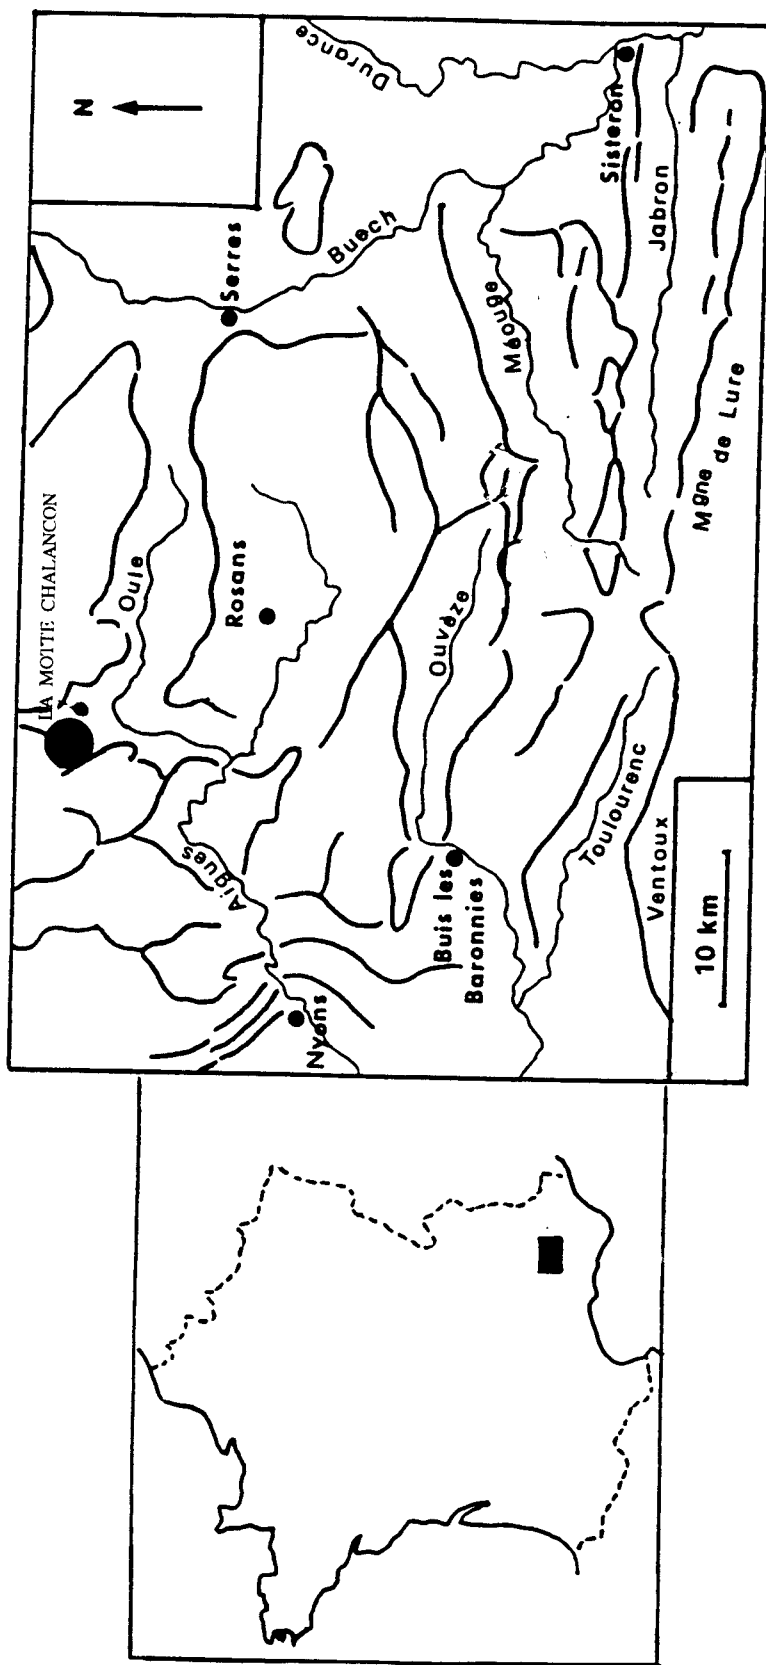 N
Durance
Sisteron
Jabron
Buech
Serres
Méouge
Mgne de Lure
LA MOTTE CHALANCON
Oule
Rosans
Ouvèze
Toulourenc
Ventoux
Aigues
Buis les
Baronnies
Nyons
10 km